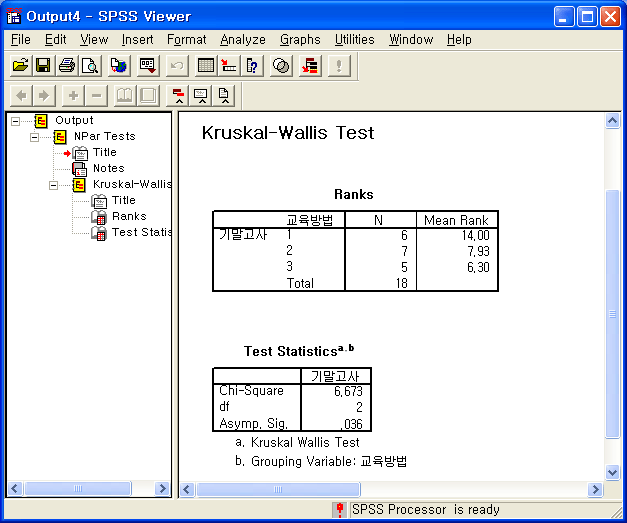 Output4 - SPSS Viewer
File Edit View Insert Format Analyze Graphs Utilities Window Help
Output
NPar Tests
Title
Notes
Kruskal-Wallis
Title
Ranks
Test Statis
Kruskal-Wallis Test
Ranks
교육방법 N Mean Rank
기말고사 1 6 14.00
2 7 7.93
3 5 6.30
Total 18
Test Statistics a,b
기말고사
Chi-Square 6.673
df 2
Asymp. Sig. .036
a. Kruskal Wallis Test
b. Grouping Variable: 교육방법
SPSS Processor is ready